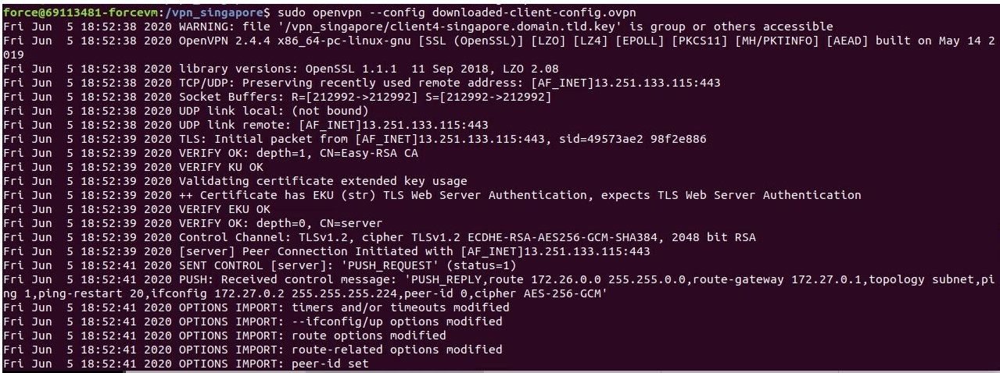 force@69113481-forcevm:/vpn_singapore$ sudo openvpn --config downloaded-client-config.ovpn
Fri Jun  5 18:52:38 2020 WARNING: file '/vpn_singapore/client4-singapore.domain.tld.key' is group or others accessible
Fri Jun  5 18:52:38 2020 OpenVPN 2.4.4 x86_64-pc-linux-gnu [SSL (OpenSSL)] [LZO] [LZ4] [EPOLL] [PKCS11] [MH/PKTINFO] [AEAD] built on May 14 2
019
Fri Jun  5 18:52:38 2020 library versions: OpenSSL 1.1.1  11 Sep 2018, LZO 2.08
Fri Jun  5 18:52:38 2020 TCP/UDP: Preserving recently used remote address: [AF_INET]13.251.133.115:443
Fri Jun  5 18:52:38 2020 Socket Buffers: R=[212992->212992] S=[212992->212992]
Fri Jun  5 18:52:38 2020 UDP link local: (not bound)
Fri Jun  5 18:52:38 2020 UDP link remote: [AF_INET]13.251.133.115:443
Fri Jun  5 18:52:38 2020 TLS: Initial packet from [AF_INET]13.251.133.115:443, sid=49573ae2 98f2e886
Fri Jun  5 18:52:39 2020 VERIFY OK: depth=1, CN=Easy-RSA CA
Fri Jun  5 18:52:39 2020 VERIFY KU OK
Fri Jun  5 18:52:39 2020 Validating certificate extended key usage
Fri Jun  5 18:52:39 2020 ++ Certificate has EKU (str) TLS Web Server Authentication, expects TLS Web Server Authentication
Fri Jun  5 18:52:39 2020 VERIFY EKU OK
Fri Jun  5 18:52:39 2020 VERIFY OK: depth=0, CN=server
Fri Jun  5 18:52:39 2020 Control Channel: TLSv1.2, cipher TLSv1.2 ECDHE-RSA-AES256-GCM-SHA384, 2048 bit RSA
Fri Jun  5 18:52:39 2020 [server] Peer Connection Initiated with [AF_INET]13.251.133.115:443
Fri Jun  5 18:52:41 2020 SENT CONTROL [server]: 'PUSH_REQUEST' (status=1)
Fri Jun  5 18:52:41 2020 PUSH: Received control message: 'PUSH_REPLY,route 172.26.0.0 255.255.0.0,route-gateway 172.27.0.1,topology subnet,pi
ng 1,ping-restart 20,ifconfig 172.27.0.2 255.255.255.224,peer-id 0,cipher AES-256-GCM'
Fri Jun  5 18:52:41 2020 OPTIONS IMPORT: timers and/or timeouts modified
Fri Jun  5 18:52:41 2020 OPTIONS IMPORT: --ifconfig/up options modified
Fri Jun  5 18:52:41 2020 OPTIONS IMPORT: route options modified
Fri Jun  5 18:52:41 2020 OPTIONS IMPORT: route-related options modified
Fri Jun  5 18:52:41 2020 OPTIONS IMPORT: peer-id set